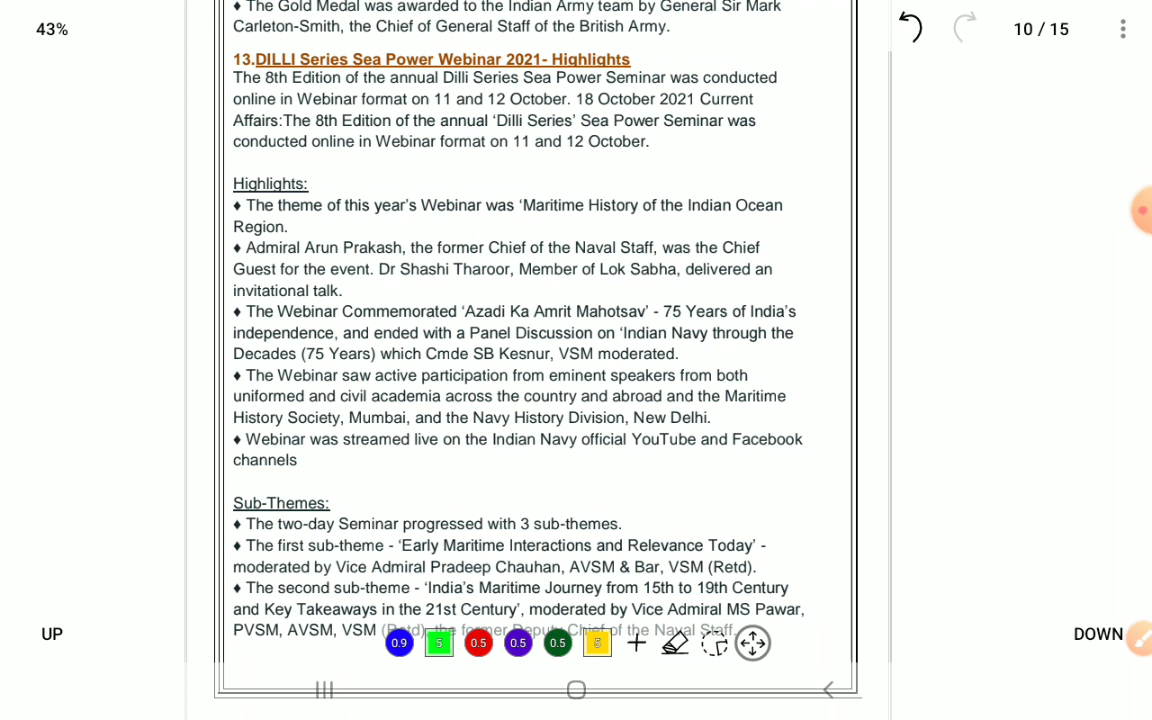 ♦ The Gold Medal was awarded to the Indian Army team by General Sir Mark
Carleton-Smith, the Chief of General Staff of the British Army.
43%
10 / 15
13.DILLI Series Sea Power Webinar 2021- Highlights
The 8th Edition of the annual Dilli Series Sea Power Seminar was conducted
online in Webinar format on 11 and 12 October. 18 October 2021 Current
Affairs:The 8th Edition of the annual ‘Dilli Series’ Sea Power Seminar was
conducted online in Webinar format on 11 and 12 October.
Highlights:
♦ The theme of this year’s Webinar was ‘Maritime History of the Indian Ocean
Region.
♦ Admiral Arun Prakash, the former Chief of the Naval Staff, was the Chief
Guest for the event. Dr Shashi Tharoor, Member of Lok Sabha, delivered an
invitational talk.
♦ The Webinar Commemorated ‘Azadi Ka Amrit Mahotsav’ - 75 Years of India’s
independence, and ended with a Panel Discussion on ‘Indian Navy through the
Decades (75 Years) which Cmde SB Kesnur, VSM moderated.
♦ The Webinar saw active participation from eminent speakers from both
uniformed and civil academia across the country and abroad and the Maritime
History Society, Mumbai, and the Navy History Division, New Delhi.
♦ Webinar was streamed live on the Indian Navy official YouTube and Facebook
channels
Sub-Themes:
♦ The two-day Seminar progressed with 3 sub-themes.
♦ The first sub-theme - ‘Early Maritime Interactions and Relevance Today’ -
moderated by Vice Admiral Pradeep Chauhan, AVSM & Bar, VSM (Retd).
♦ The second sub-theme - ‘India’s Maritime Journey from 15th to 19th Century
and Key Takeaways in the 21st Century’, moderated by Vice Admiral MS Pawar,
PVSM, AVSM, VSM (Retd), the former Deputy Chief of the Naval Staff.
UP
DOWN
0.9 5 0.5 0.5 0.5 5